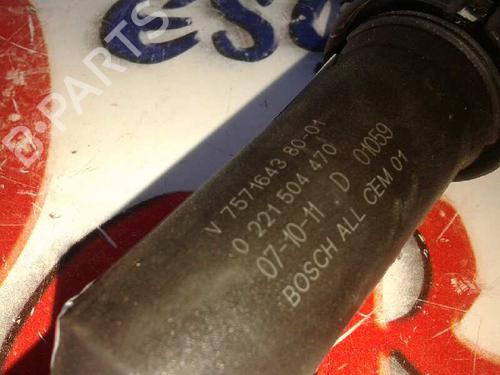 B-PARTS
V 7571643 80-01
0 221 504 470
07-10-11 D 01059
BOSCH ALL CEM 01